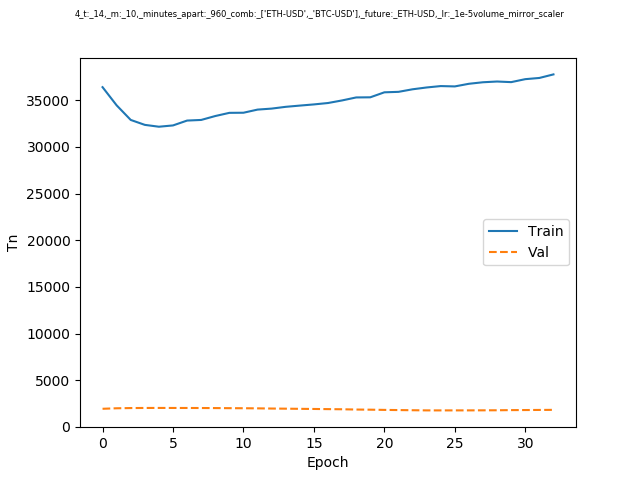 4_t:_14,_m:_10,_minutes_apart:_960_comb:_['ETH-USD',_'BTC-USD'],_future:_ETH-USD,_lr:_1e-5volume_mirror_scaler
35000
30000
25000
20000
15000
10000
5000
0
Tn
Train
Val
0 5 10 15 20 25 30
Epoch